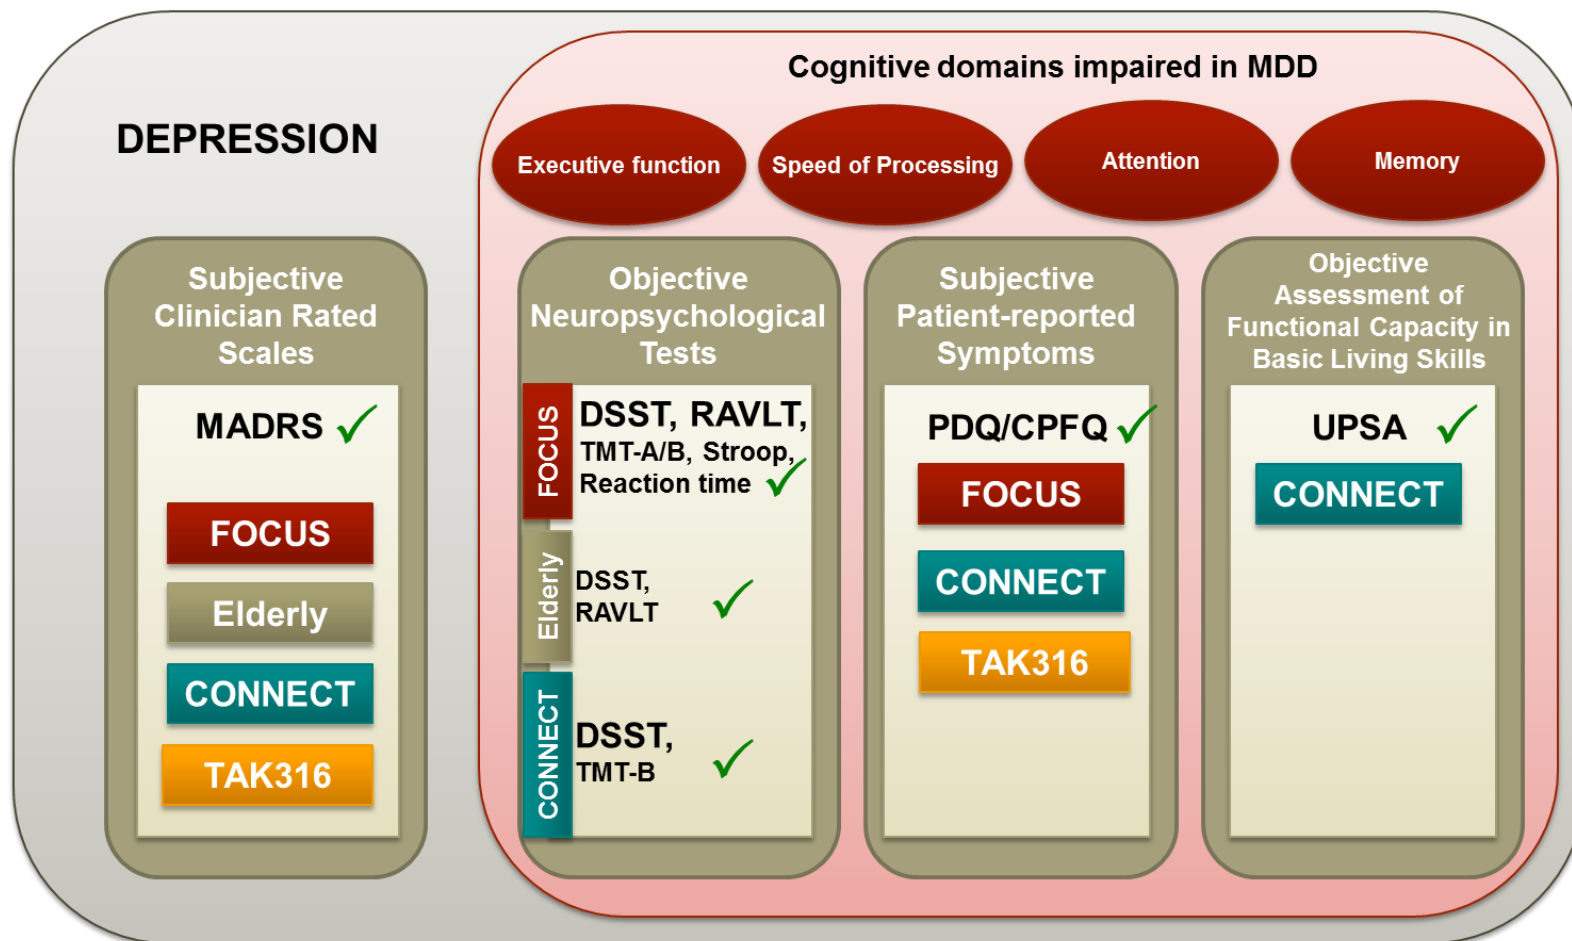 Cognitive domains impaired in MDD
DEPRESSION
Executive function
Speed of Processing
Attention
Memory
Subjective
Clinician Rated
Scales
MADRS
FOCUS
Elderly
CONNECT
TAK316
Objective
Neuropsychological
Tests
FOCUS
DSST, RAVLT,
TMT-A/B, Stroop,
Reaction time
Elderly
DSST,
RAVLT
CONNECT
DSST,
TMT-B
Subjective
Patient-reported
Symptoms
PDQ/CPFQ
FOCUS
CONNECT
TAK316
Objective
Assessment of
Functional Capacity in
Basic Living Skills
UPSA
CONNECT